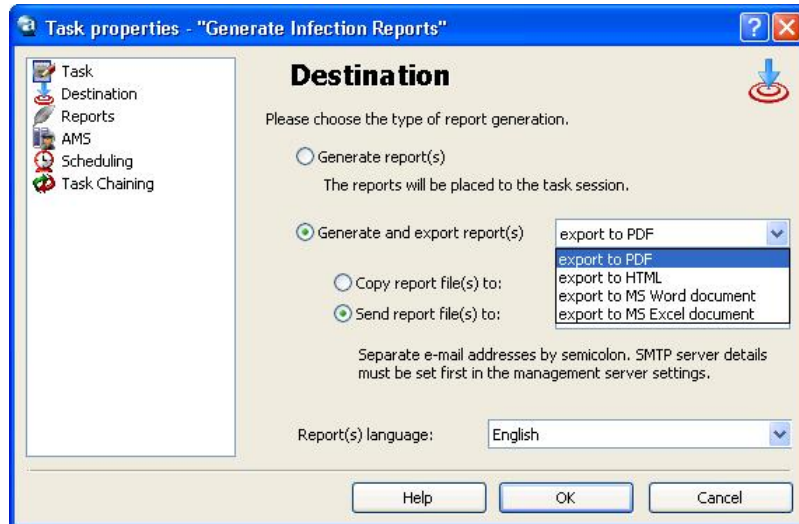 Task properties - "Generate Infection Reports"
Task
Destination
Reports
AMS
Scheduling
Task Chaining
Destination
Please choose the type of report generation.
Generate report(s)
The reports will be placed to the task session.
Generate and export report(s)
export to PDF
export to PDF
export to HTML
export to MS Word document
export to MS Excel document
Copy report file(s) to:
Send report file(s) to:
Separate e-mail addresses by semicolon. SMTP server details
must be set first in the management server settings.
Report(s) language:
English
Help
OK
Cancel